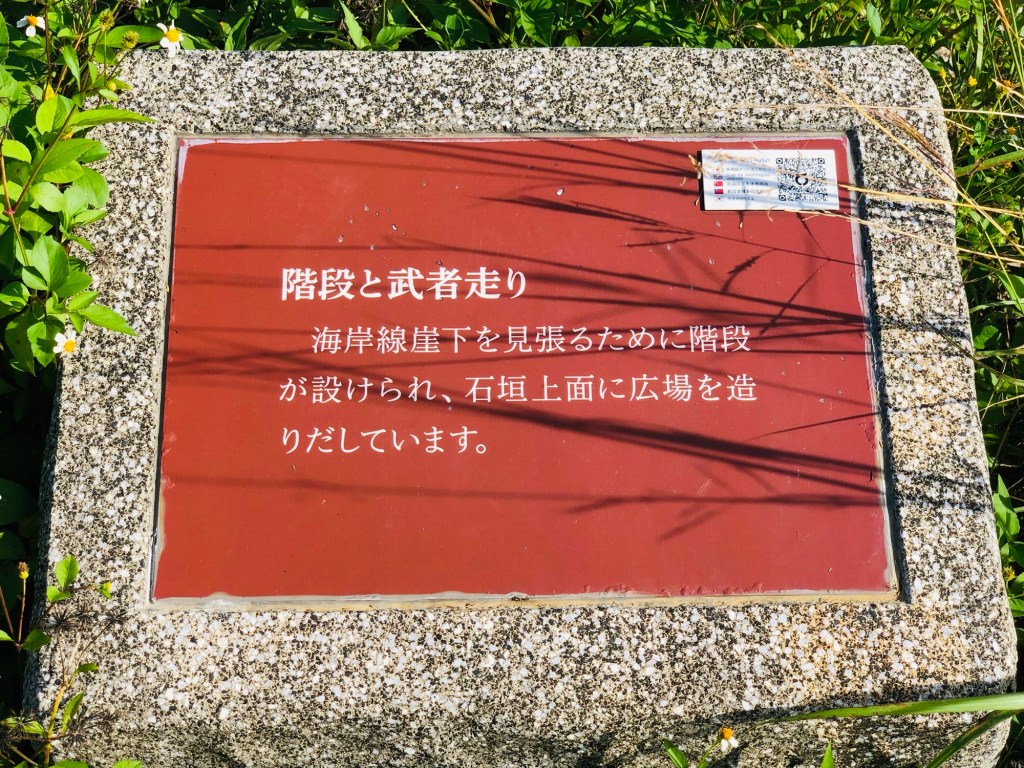 階段と武者走り
海岸線崖下を見張るために階段
が設けられ、石垣上面に広場を造
りだしています。